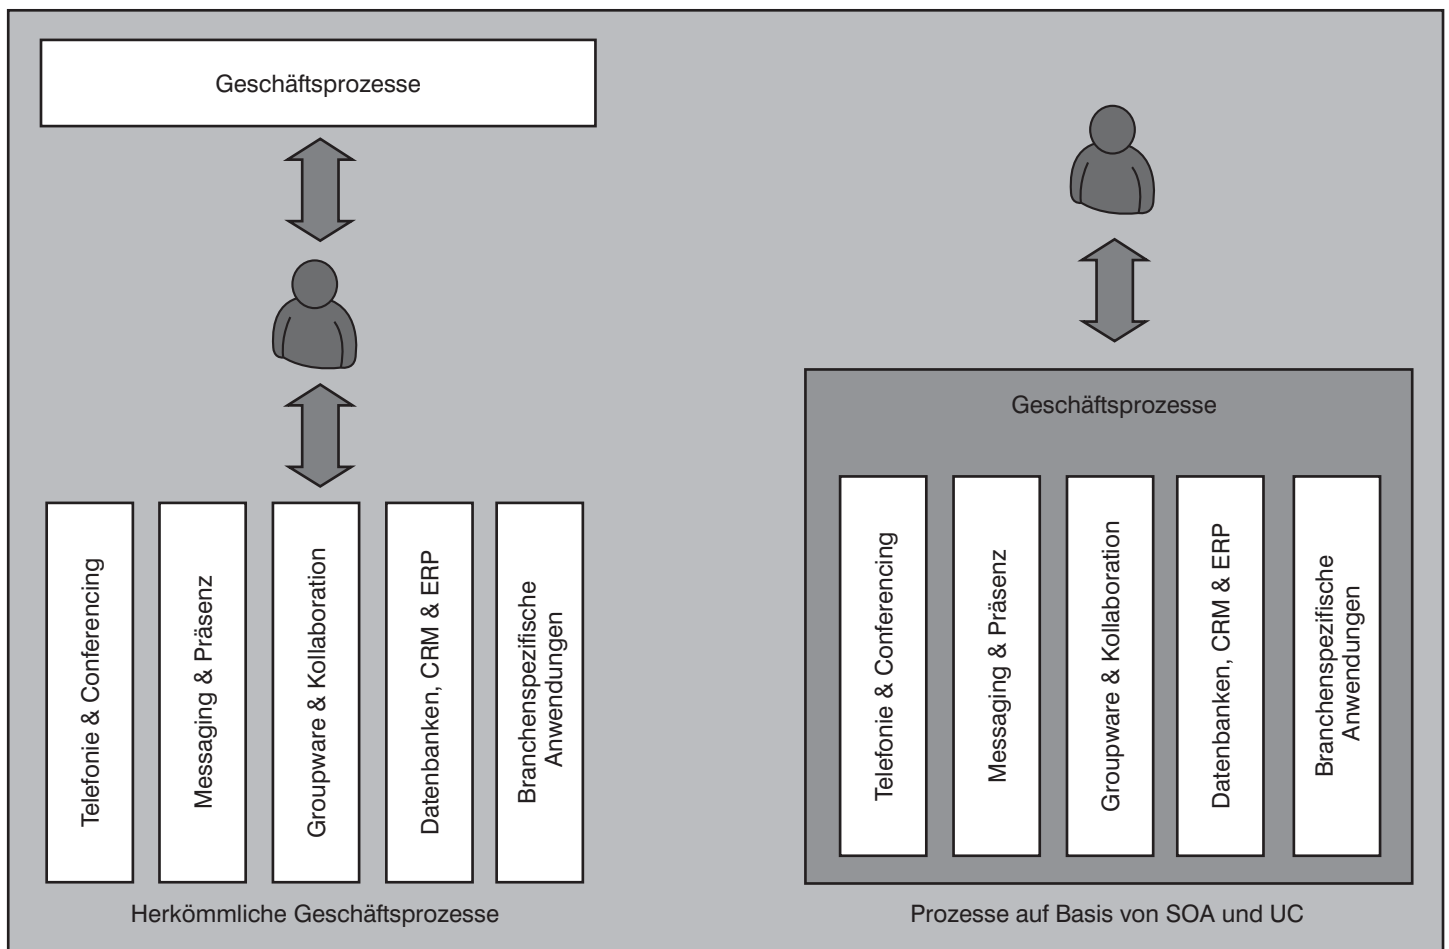 Geschäftsprozesse
Telefonie & Conferencing
Messaging & Präsenz
Groupware & Kollaboration
Datenbanken, CRM & ERP
Branchenspezifische
Anwendungen
Herkömmliche Geschäftsprozesse
Geschäftsprozesse
Telefonie & Conferencing
Messaging & Präsenz
Groupware & Kollaboration
Datenbanken, CRM & ERP
Branchenspezifische
Anwendungen
Prozesse auf Basis von SOA und UC